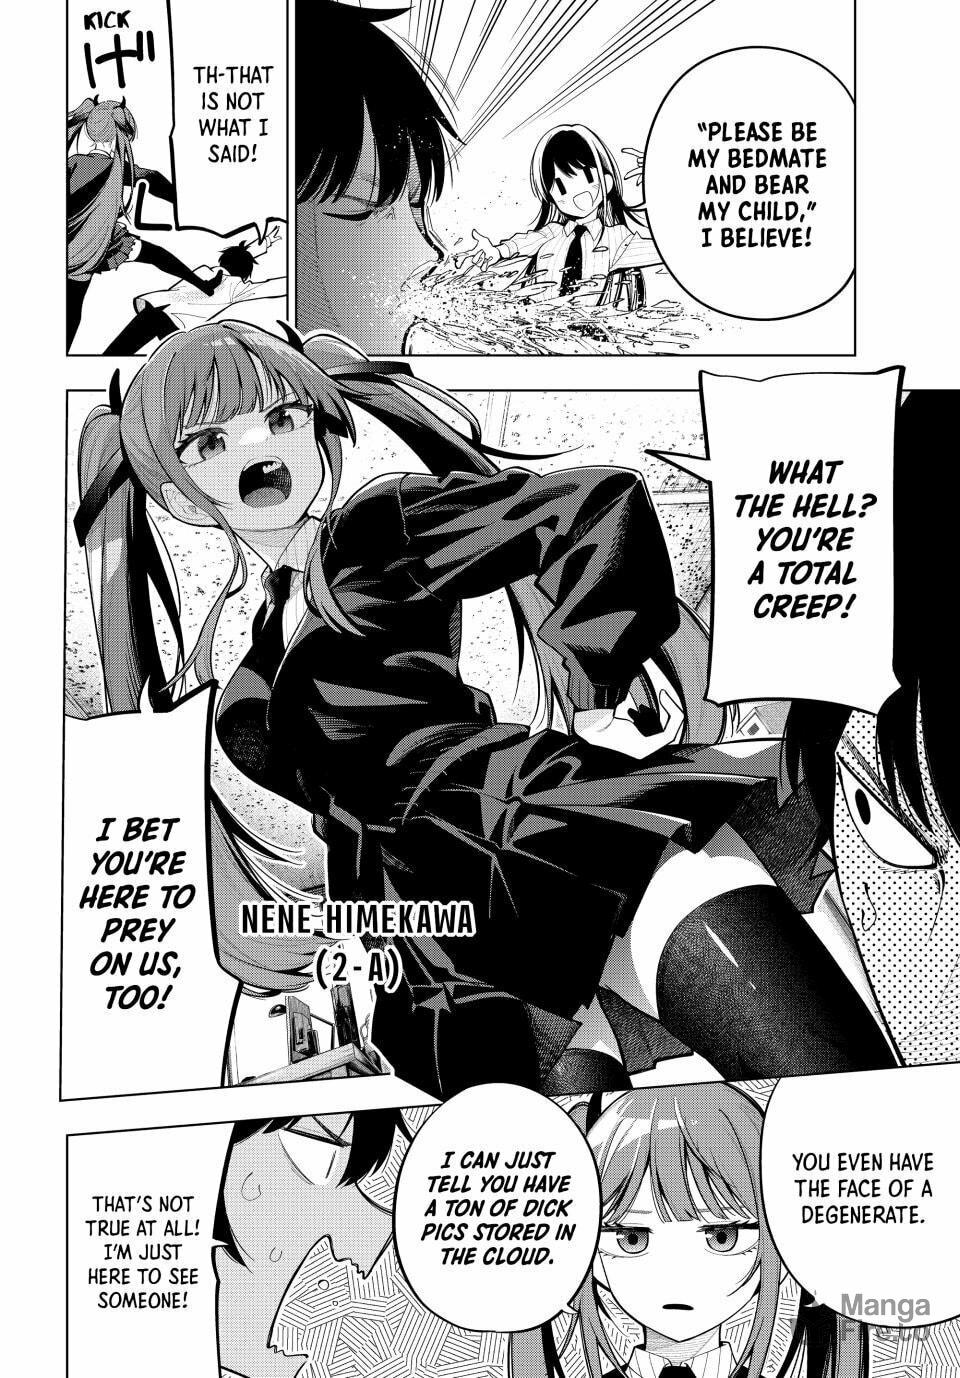 "PLEASE BE
MY BEDMATE
AND BEAR
MY CHILD,"
I BELIEVE!
TH-THAT
IS NOT
WHAT I
SAID!
KICK
WHAT
THE HELL?
YOU'RE
A TOTAL
CREEP!
I BET
YOU'RE
HERE TO
PREY
ON US,
TOO!
NENE HIMEKAWA
(2-A)
YOU EVEN HAVE
THE FACE OF A
DEGENERATE.
I CAN JUST
TELL YOU HAVE
A TON OF DICK
PICS STORED IN
THE CLOUD.
THAT'S NOT
TRUE AT ALL!
I'M JUST
HERE TO SEE
SOMEONE!
Manga
Fire.co